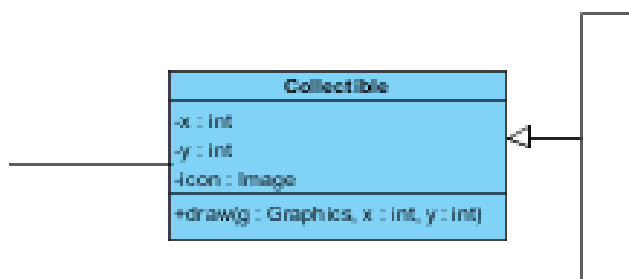 Collectible
-x : int
-y : int
-icon : Image
+draw(g : Graphics, x : int, y : int)